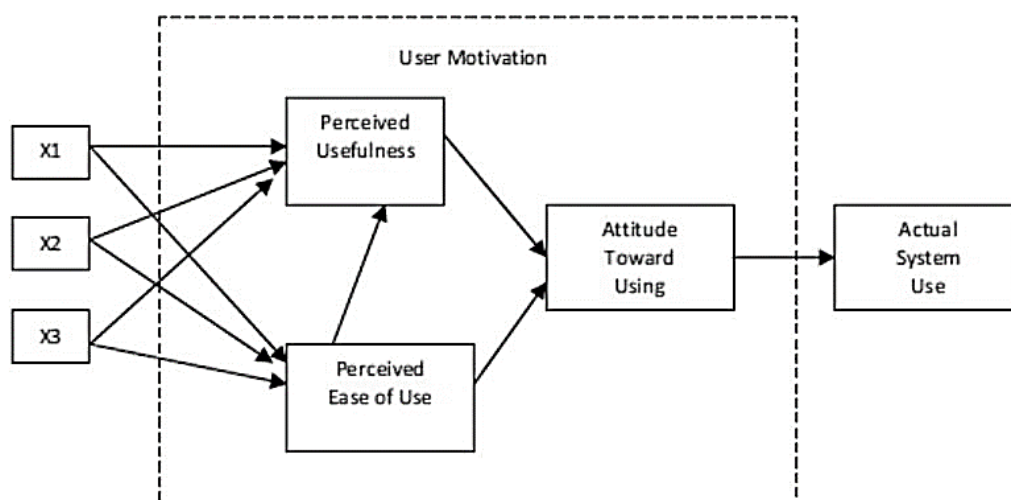 User Motivation
X1
X2
X3
Perceived
Usefulness
Perceived
Ease of Use
Attitude
Toward
Using
Actual
System
Use